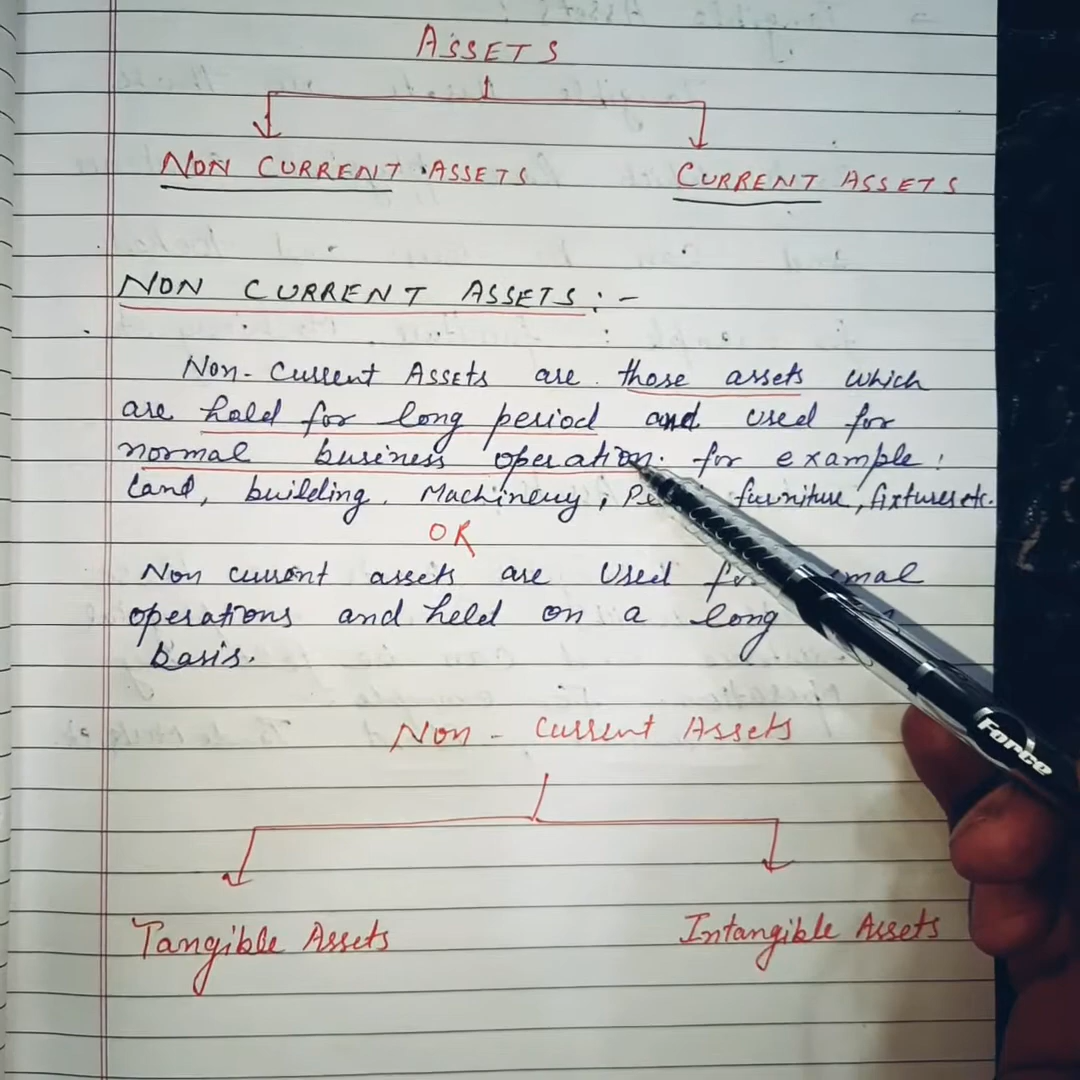 ASSETS
NON CURRENT ASSETS
CURRENT ASSETS
NON CURRENT ASSETS :-
Non-Current Assets are those assets which
are hold for long period and used for
normal business operation. for example :
land, building, Machinery, furniture, fixtures etc.
OR
Non current assets are Used
operations and held on a long
basis.
Non - Current Assets
Tangible Assets
Intangible Assets
Force